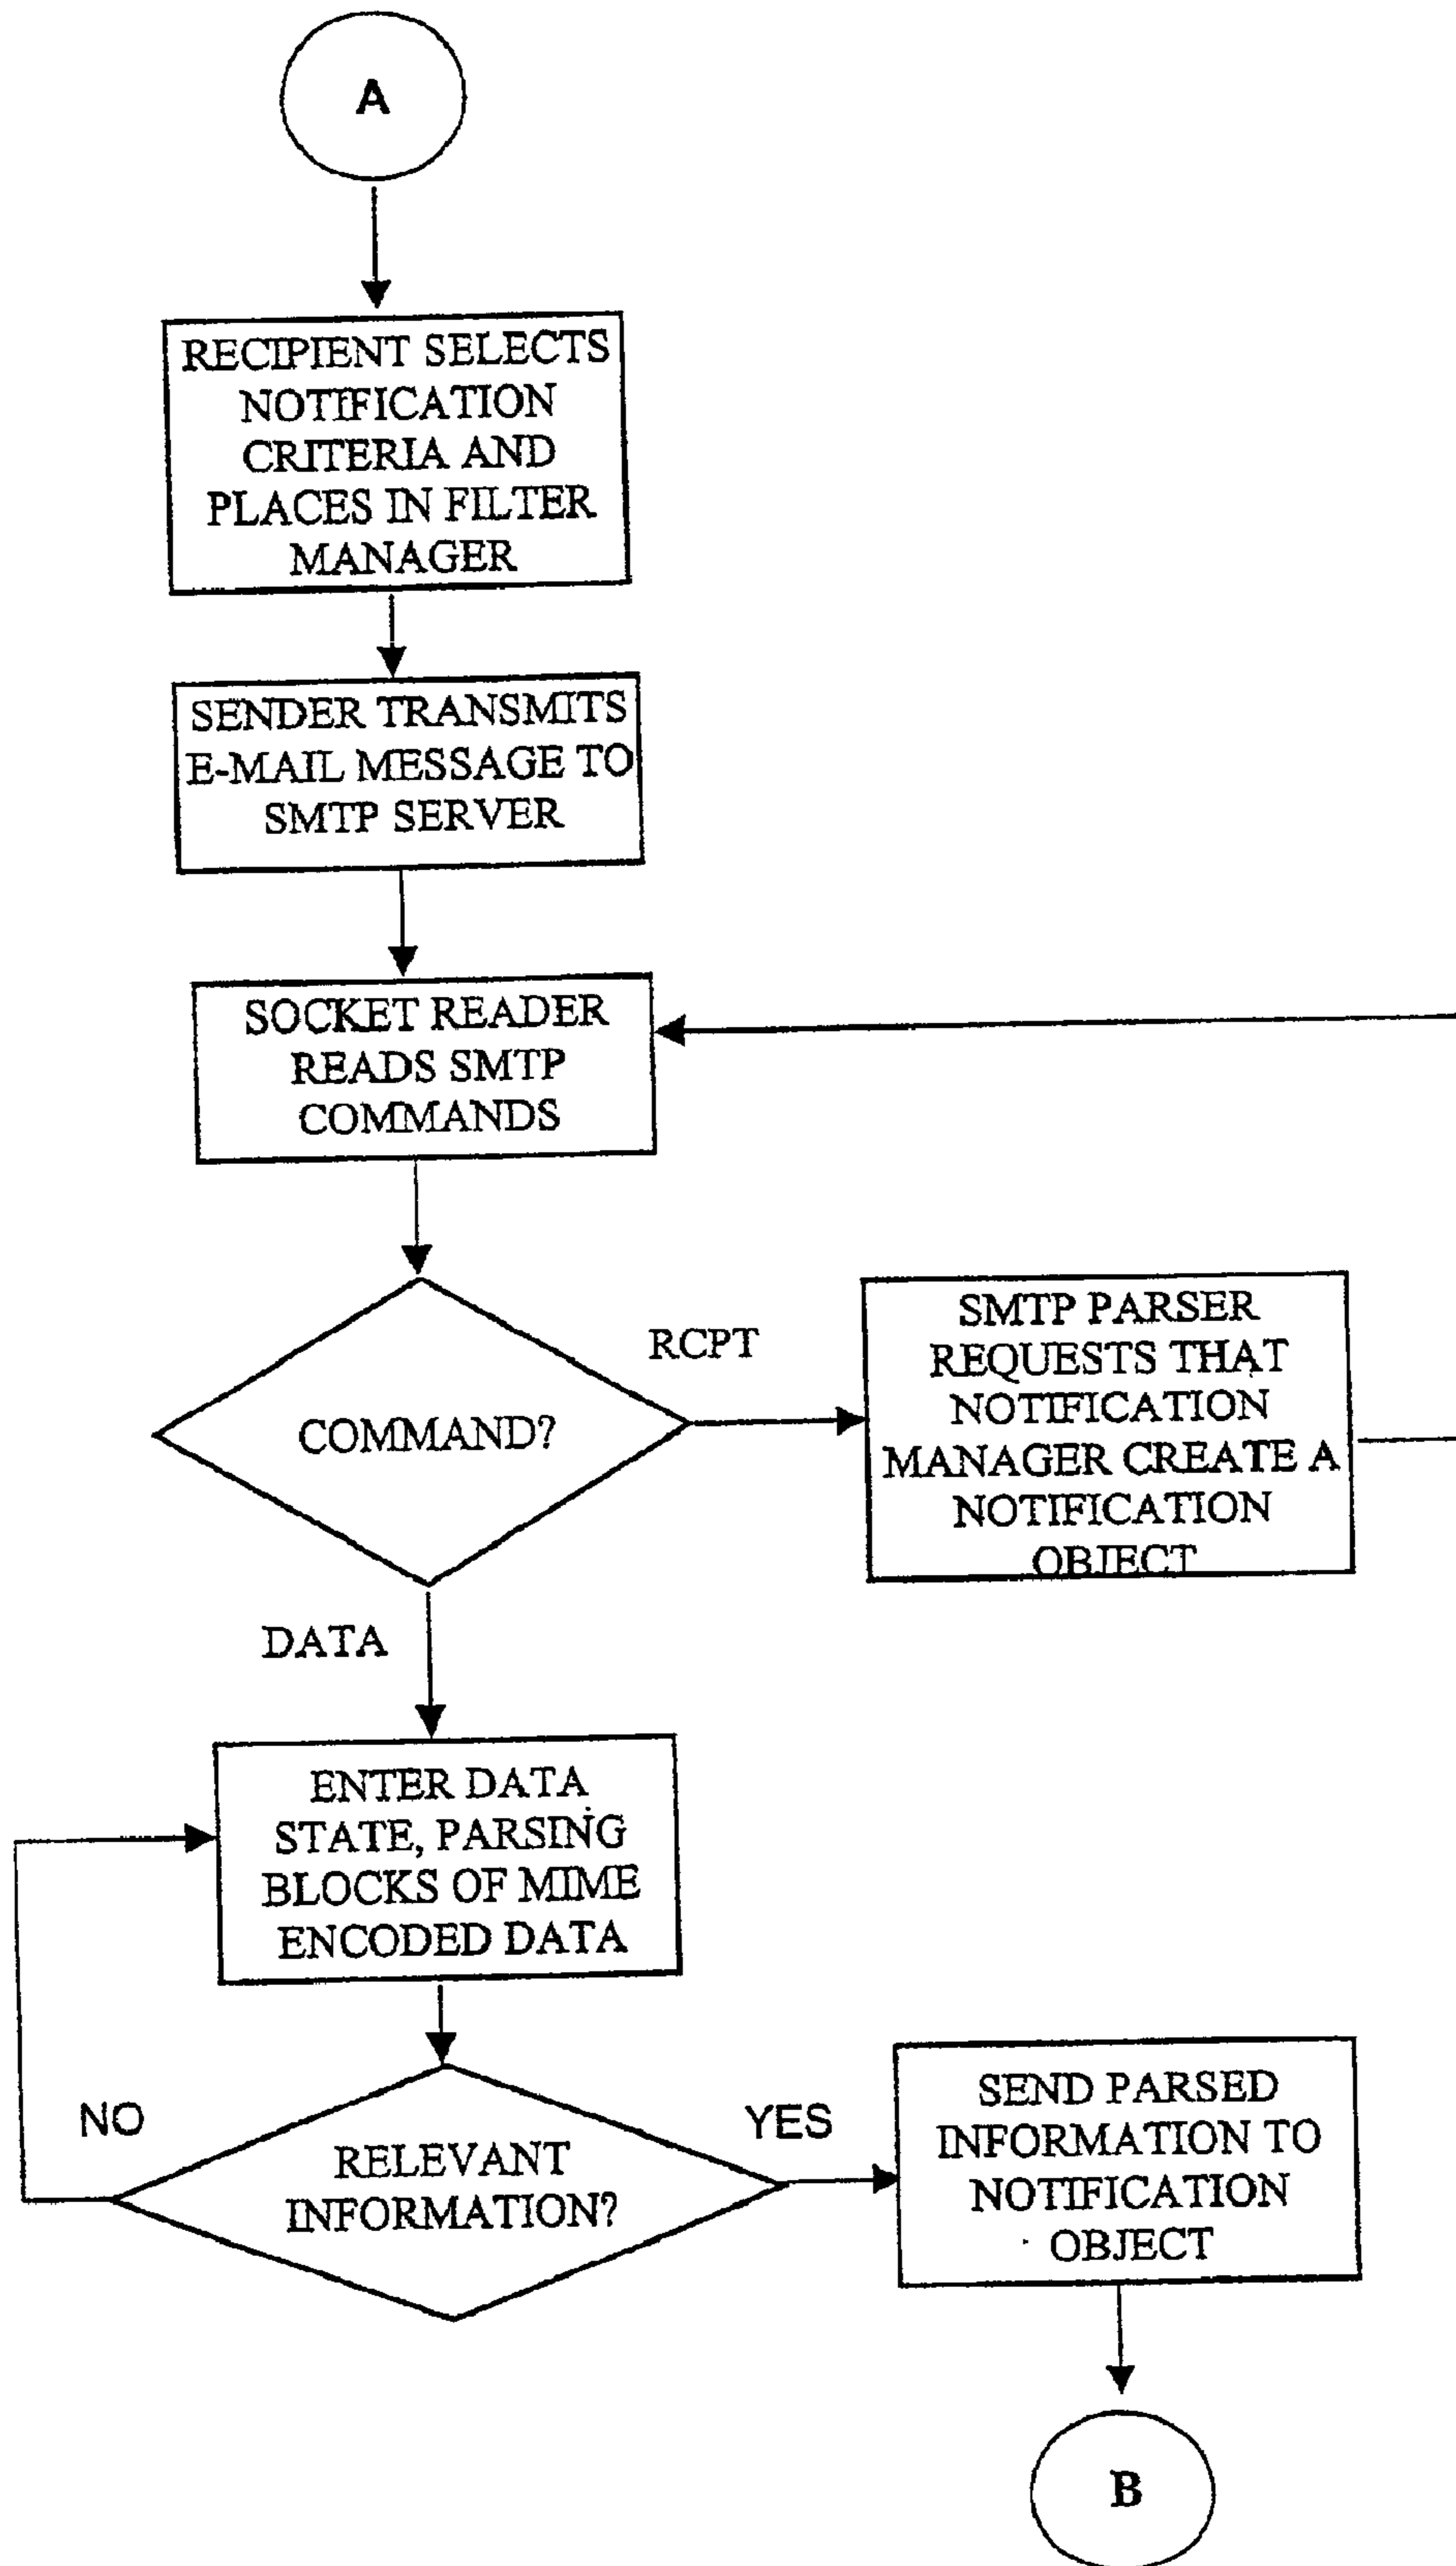 A
RECIPIENT SELECTS
NOTIFICATION
CRITERIA AND
PLACES IN FILTER
MANAGER
SENDER TRANSMITS
E-MAIL MESSAGE TO
SMTP SERVER
SOCKET READER
READS SMTP
COMMANDS
COMMAND?
RCPT
SMTP PARSER
REQUESTS THAT
NOTIFICATION
MANAGER CREATE A
NOTIFICATION
OBJECT
DATA
ENTER DATA
STATE, PARSING
BLOCKS OF MIME
ENCODED DATA
NO
RELEVANT
INFORMATION?
YES
SEND PARSED
INFORMATION TO
NOTIFICATION
OBJECT
B